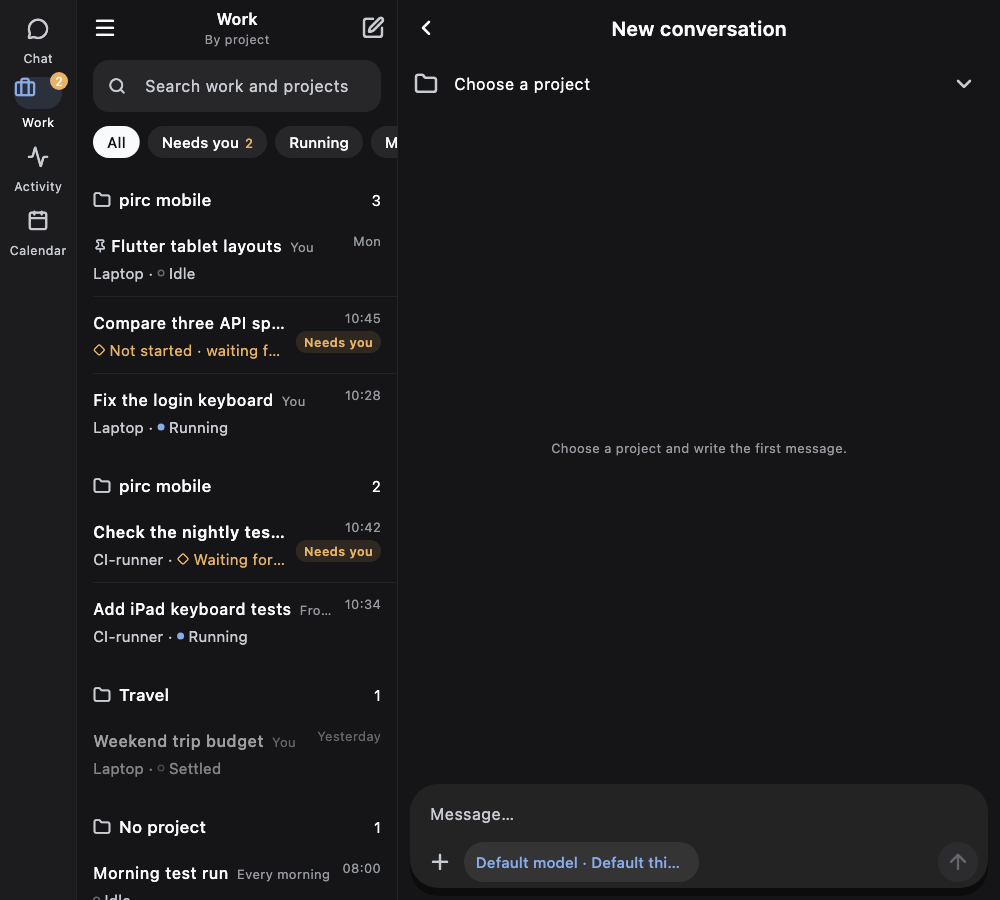 Chat
2
Work
Activity
Calendar
Work
By project
Search work and projects
All
Needs you 2
Running
M
pirc mobile 3
Flutter tablet layouts You Mon
Laptop · Idle
Compare three API sp... 10:45
Not started · waiting f... Needs you
Fix the login keyboard You 10:28
Laptop · Running
pirc mobile 2
Check the nightly tes... 10:42
CI-runner · Waiting for... Needs you
Add iPad keyboard tests Fro... 10:34
CI-runner · Running
Travel 1
Weekend trip budget You Yesterday
Laptop · Settled
No project 1
Morning test run Every morning 08:00
Idle
New conversation
Choose a project
Choose a project and write the first message.
Message...
Default model · Default thi...